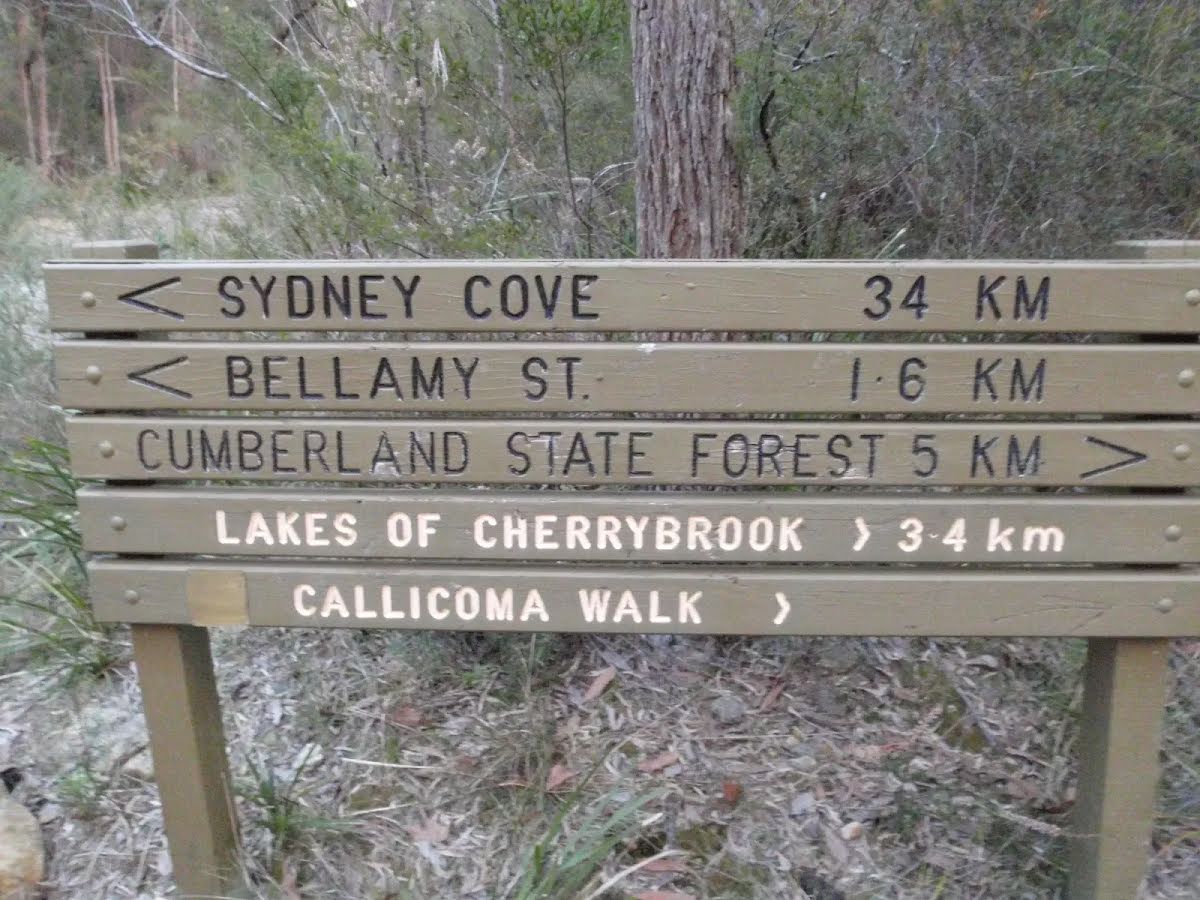 < SYDNEY COVE 34 KM
< BELLAMY ST. 1·6 KM
CUMBERLAND STATE FOREST 5 KM >
LAKES OF CHERRYBROOK > 3·4 km
CALLICOMA WALK >